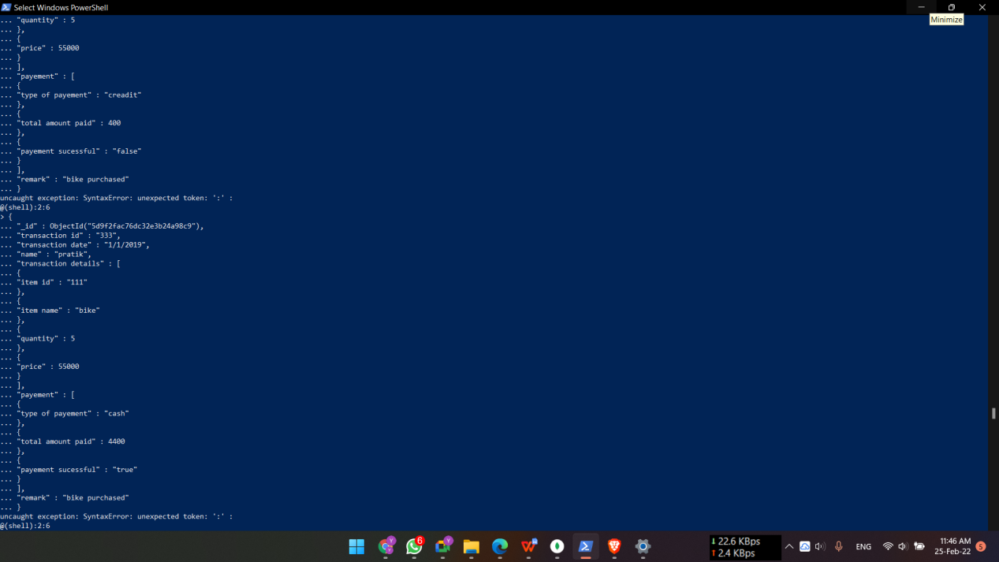 Select Windows PowerShell
Minimize
... "quantity" : 5
... },
... {
... "price" : 55000
... }
... ],
... "payement" : [
... {
... "type of payement" : "creadit"
... },
... {
... "total amount paid" : 400
... },
... {
... "payement sucessful" : "false"
... }
... ],
... "remark" : "bike purchased"
... }
uncaught exception: SyntaxError: unexpected token: ':' :
@(shell):2:6
> {
... "_id" : ObjectId("5d9f2fac76dc32e3b24a98c9"),
... "transaction id" : "333",
... "transaction date" : "1/1/2019",
... "name" : "pratik",
... "transaction details" : [
... {
... "item id" : "111"
... },
... {
... "item name" : "bike"
... },
... {
... "quantity" : 5
... },
... {
... "price" : 55000
... }
... ],
... "payement" : [
... {
... "type of payement" : "cash"
... },
... {
... "total amount paid" : 4400
... },
... {
... "payement sucessful" : "true"
... }
... ],
... "remark" : "bike purchased"
... }
uncaught exception: SyntaxError: unexpected token: ':' :
@(shell):2:6
Y
6
Y
W
22.6 KBps
2.4 KBps
ENG
11:46 AM
25-Feb-22
5